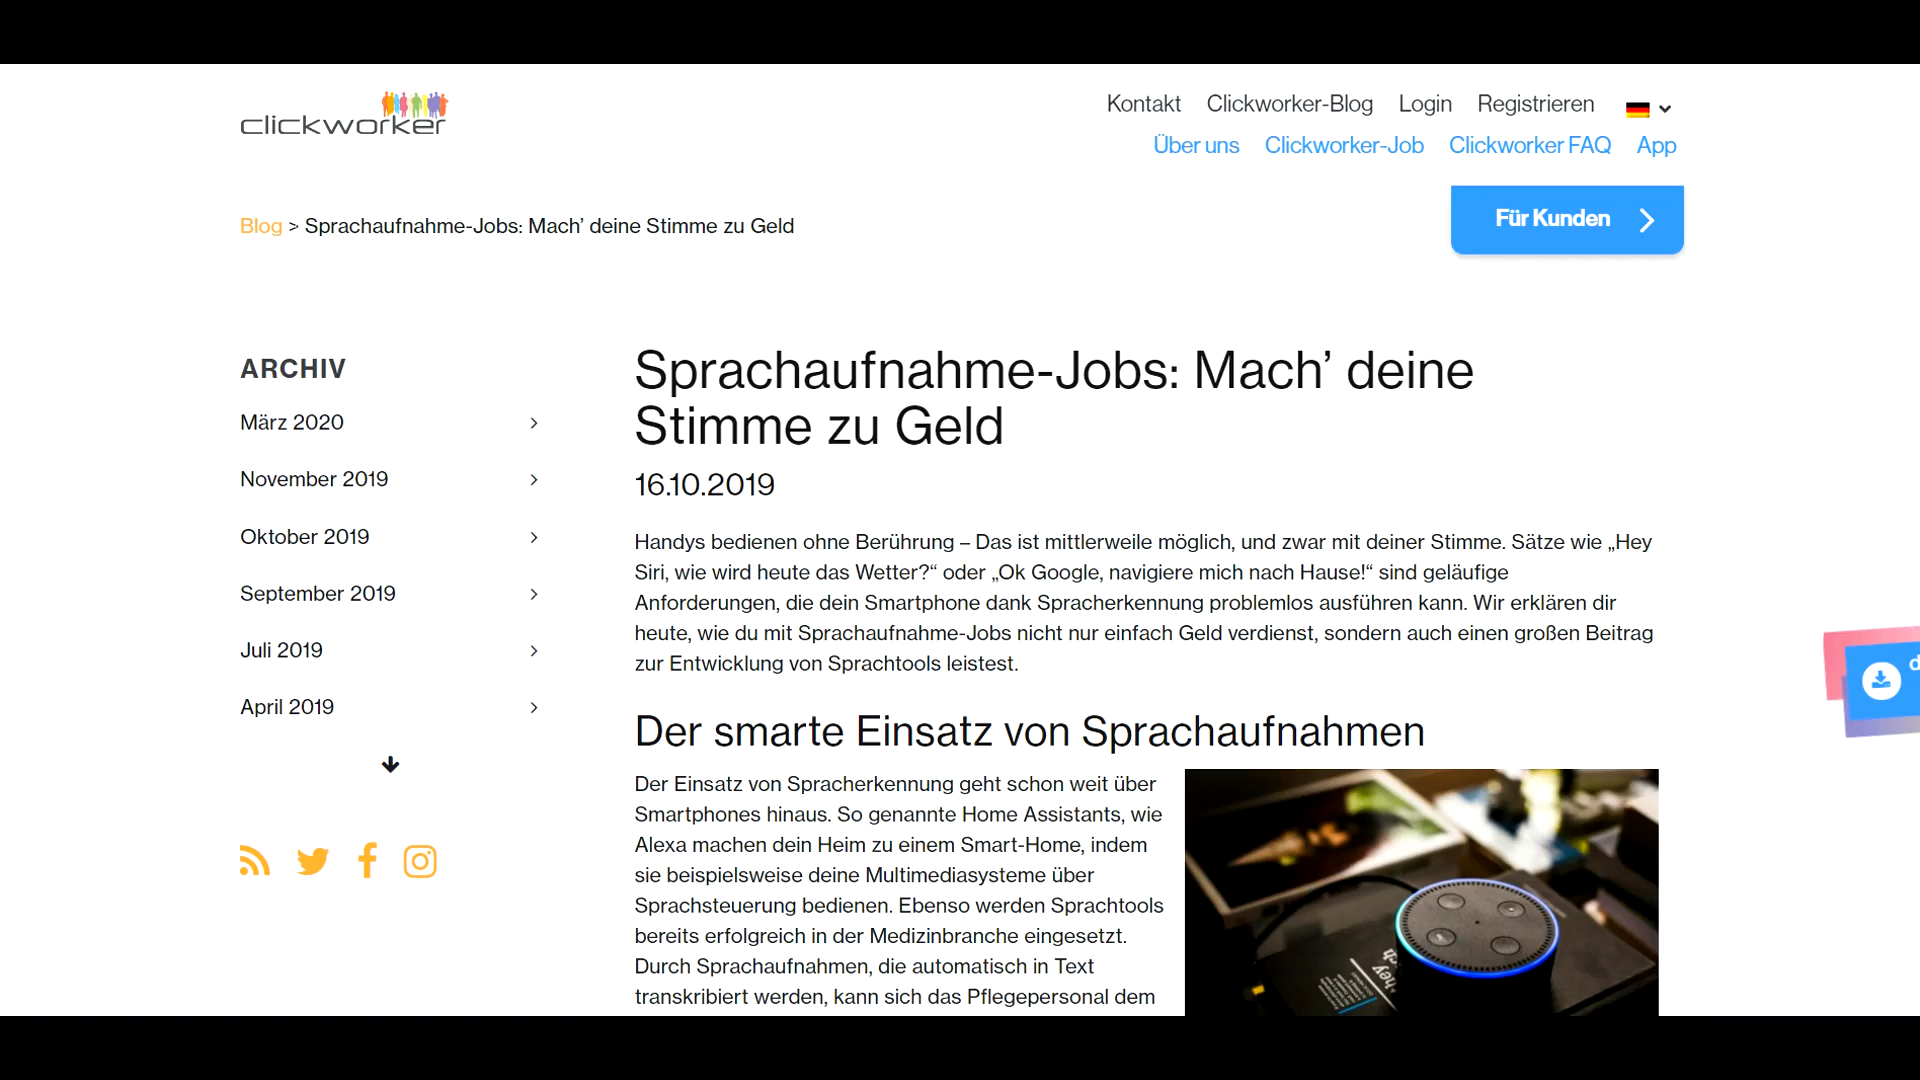 clickworker
Kontakt Clickworker-Blog Login Registrieren
Über uns Clickworker-Job Clickworker FAQ App
Für Kunden
Blog > Sprachaufnahme-Jobs: Mach’ deine Stimme zu Geld
ARCHIV
März 2020
November 2019
Oktober 2019
September 2019
Juli 2019
April 2019
Sprachaufnahme-Jobs: Mach’ deine
Stimme zu Geld
16.10.2019
Handys bedienen ohne Berührung – Das ist mittlerweile möglich, und zwar mit deiner Stimme. Sätze wie „Hey
Siri, wie wird heute das Wetter?“ oder „Ok Google, navigiere mich nach Hause!“ sind geläufige
Anforderungen, die dein Smartphone dank Spracherkennung problemlos ausführen kann. Wir erklären dir
heute, wie du mit Sprachaufnahme-Jobs nicht nur einfach Geld verdienst, sondern auch einen großen Beitrag
zur Entwicklung von Sprachtools leistest.
Der smarte Einsatz von Sprachaufnahmen
Der Einsatz von Spracherkennung geht schon weit über
Smartphones hinaus. So genannte Home Assistants, wie
Alexa machen dein Heim zu einem Smart-Home, indem
sie beispielsweise deine Multimediasysteme über
Sprachsteuerung bedienen. Ebenso werden Sprachtools
bereits erfolgreich in der Medizinbranche eingesetzt.
Durch Sprachaufnahmen, die automatisch in Text
transkribiert werden, kann sich das Pflegepersonal dem